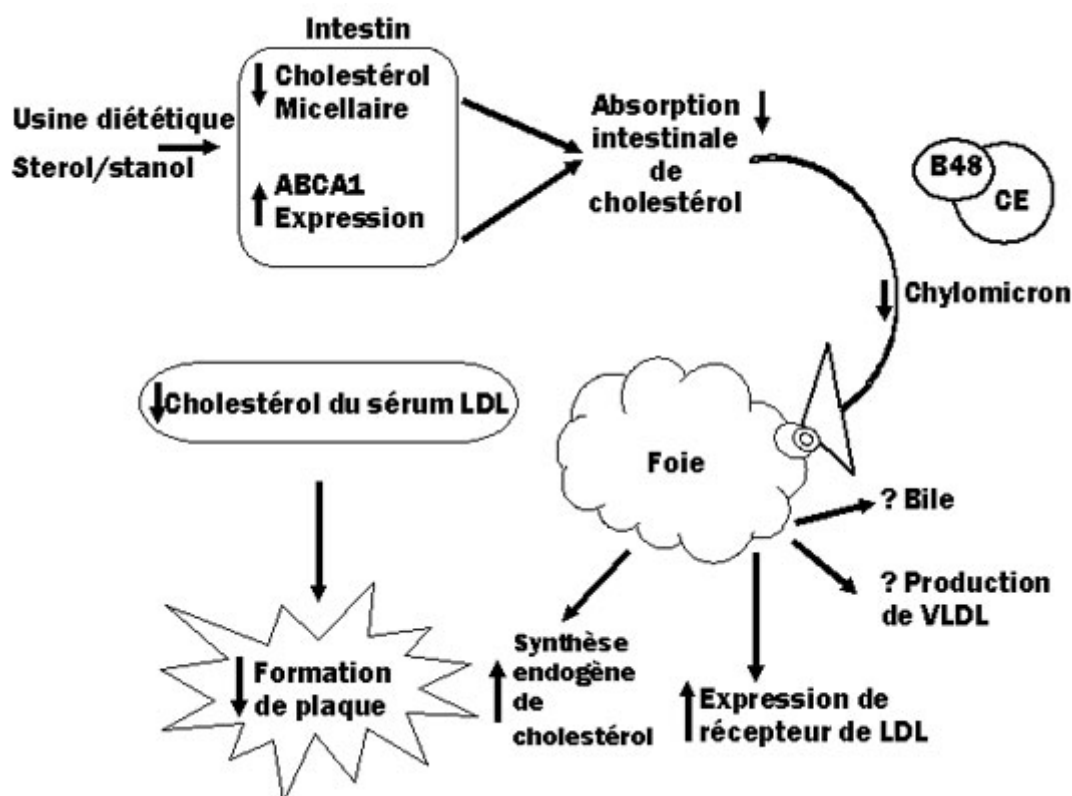 Intestin
Usine diététique
Sterol/stanol
Cholestérol
Micellaire
ABCA1
Expression
Absorption
intestinale
de
cholestérol
B48
CE
Chylomicron
Cholestérol du sérum LDL
Foie
? Bile
? Production
de VLDL
Formation
de plaque
Synthèse
endogène
de
cholestérol
Expression de
récepteur de LDL